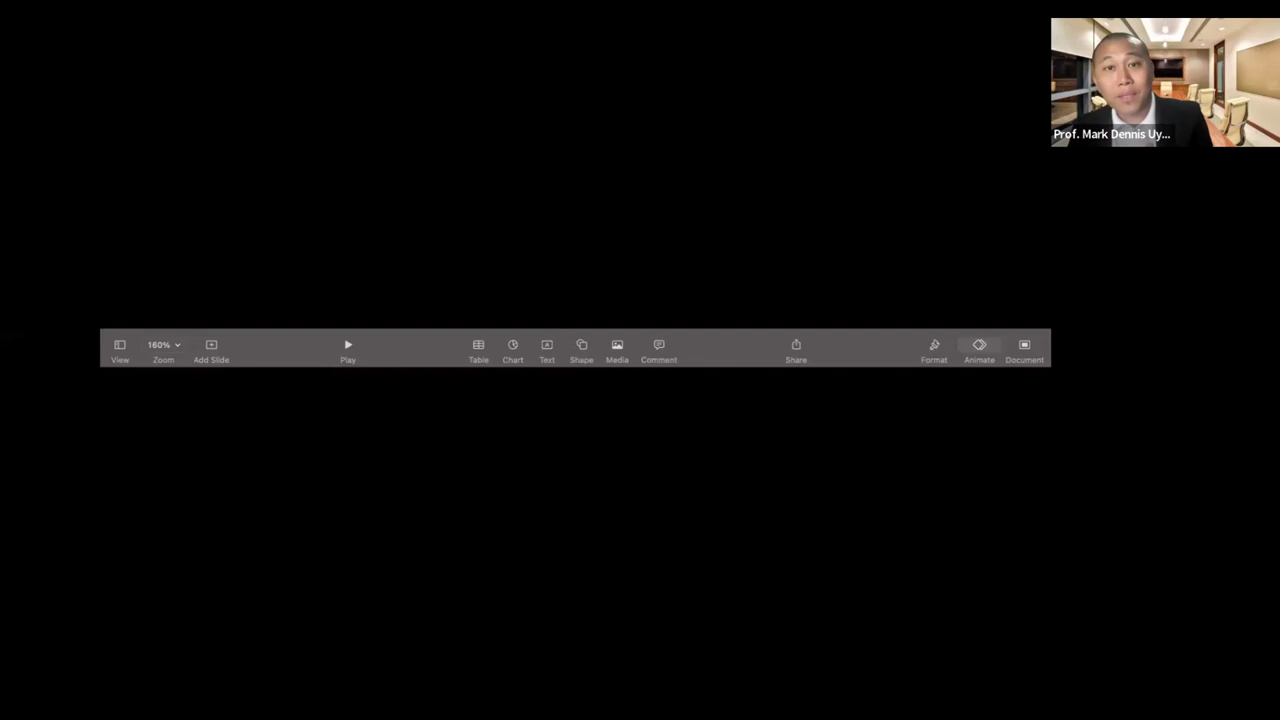 Prof. Mark Dennis Uy...
160%
View Zoom Add Slide Play Table Chart Text Shape Media Comment Share Format Animate Document